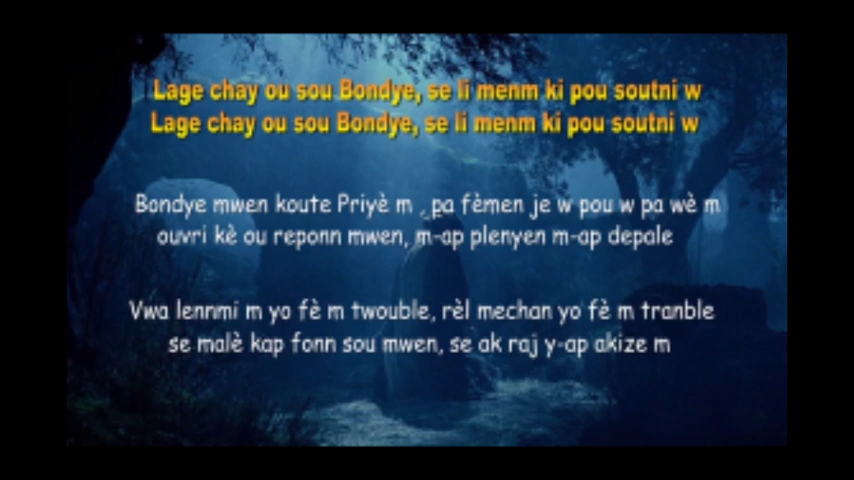 Lage chay ou sou Bondye, se li menm ki pou soutni w
Lage chay ou sou Bondye, se li menm ki pou soutni w
Bondye mwen koute Priyè m , pa fèmen je w pou w pa wè m
ouvri kè ou reponn mwen, m-ap plenyen m-ap depale
Vwa lennmi m yo fè m twouble, rèl mechan yo fè m tranble
se malè kap fonn sou mwen, se ak raj y-ap akize m